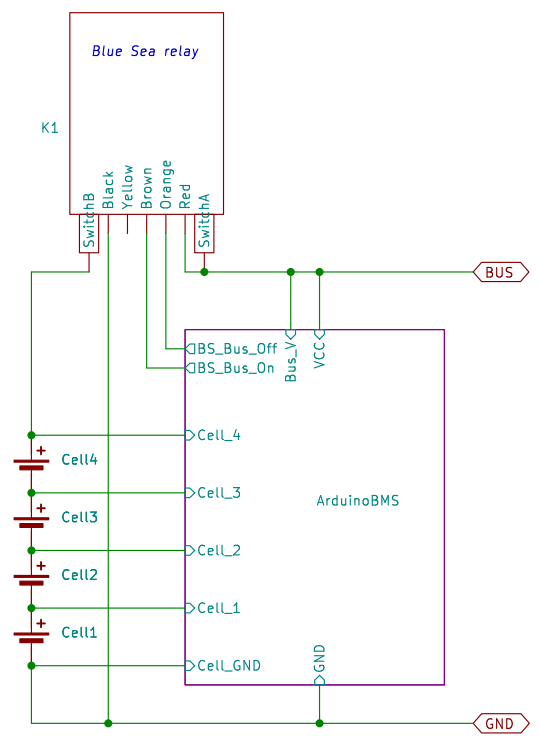 Blue Sea relay
K1
SwitchB
Black
Yellow
Brown
Orange
Red
SwitchA
BUS
BS_Bus_Off
BS_Bus_On
Bus_V
VCC
Cell_4
+
Cell4
Cell_3
ArduinoBMS
+
Cell3
Cell_2
+
Cell2
Cell_1
+
Cell1
Cell_GND
GND
GND